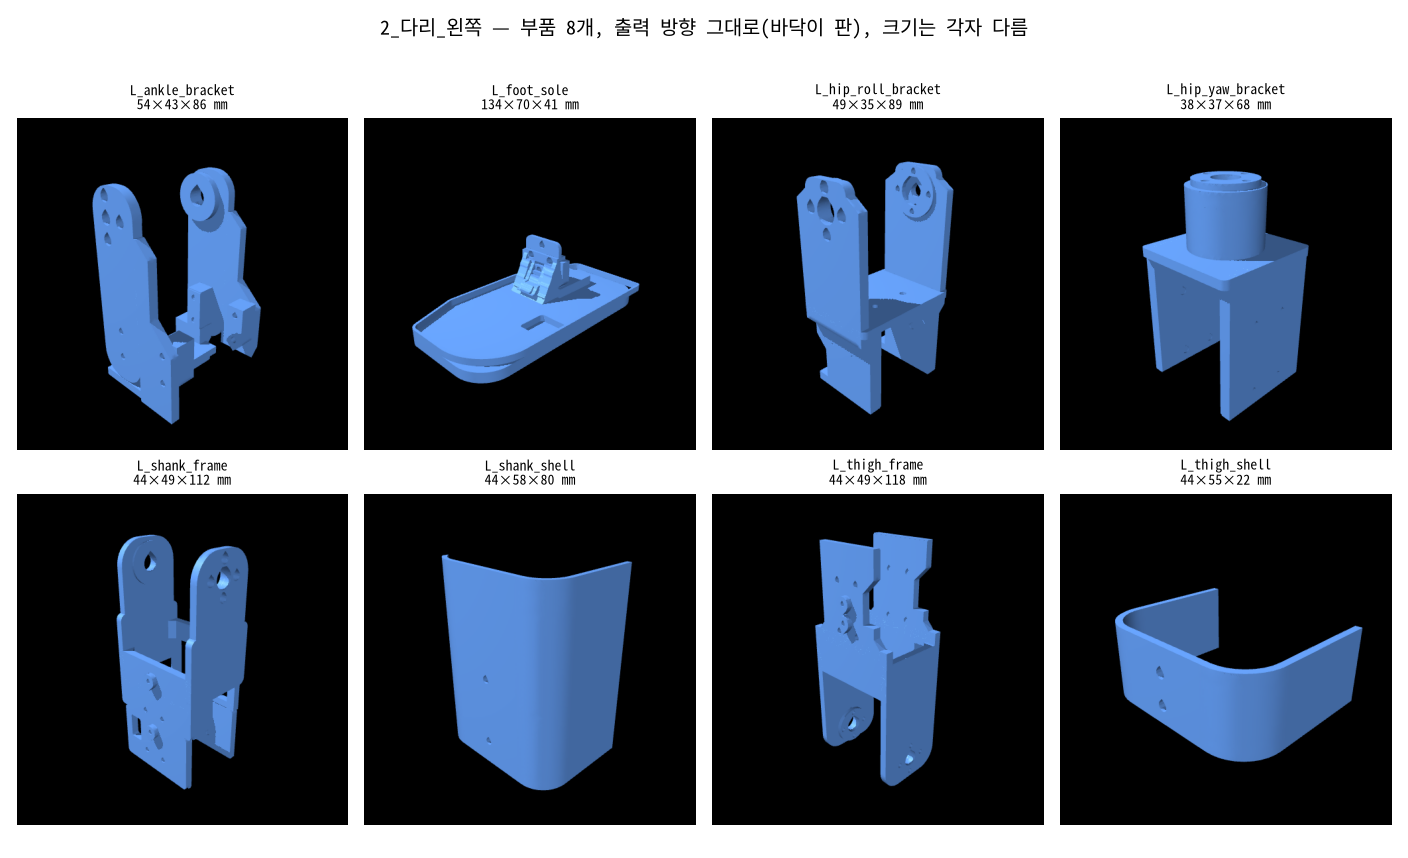 2_다리_왼쪽 — 부품 8개, 출력 방향 그대로(바닥이 판), 크기는 각자 다름
L_ankle_bracket
54×43×86 mm
L_foot_sole
134×70×41 mm
L_hip_roll_bracket
49×35×89 mm
L_hip_yaw_bracket
38×37×68 mm
L_shank_frame
44×49×112 mm
L_shank_shell
44×58×80 mm
L_thigh_frame
44×49×118 mm
L_thigh_shell
44×55×22 mm